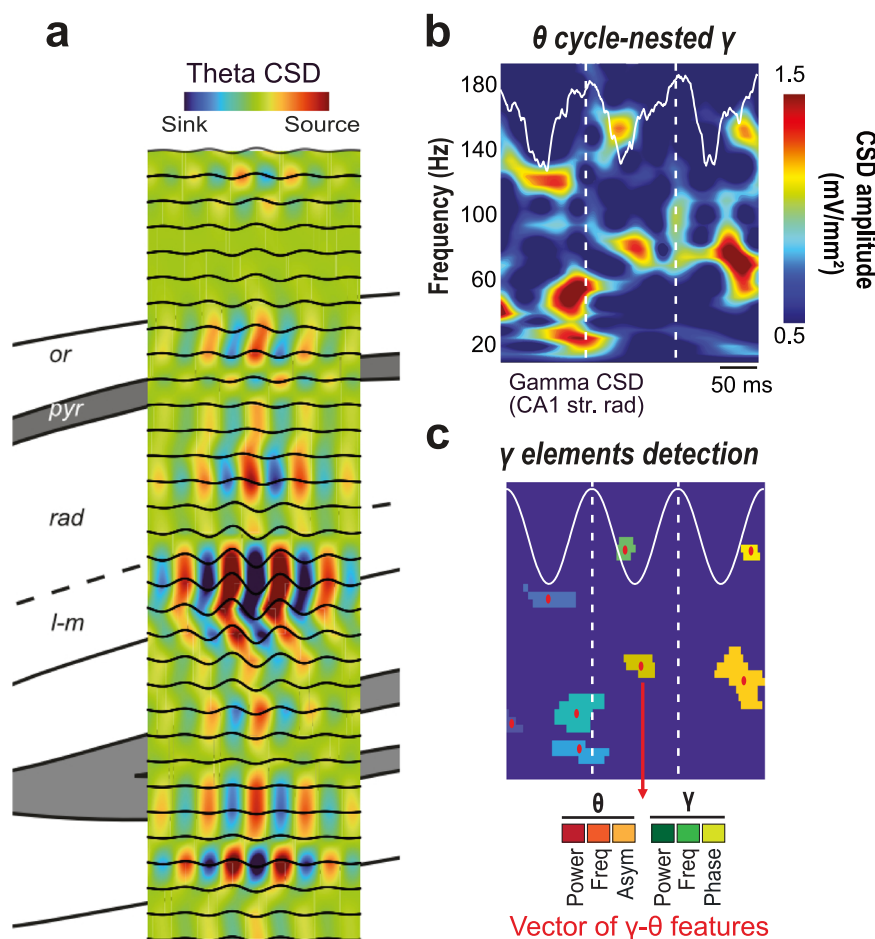 a
Theta CSD
Sink Source
or
pyr
rad
l-m
b
θ cycle-nested γ
Frequency (Hz)
180
140
100
60
20
1.5
0.5
CSD amplitude
(mV/mm²)
Gamma CSD
(CA1 str. rad)
50 ms
c
γ elements detection
θ γ
Power
Freq
Asym
Power
Freq
Phase
Vector of γ-θ features